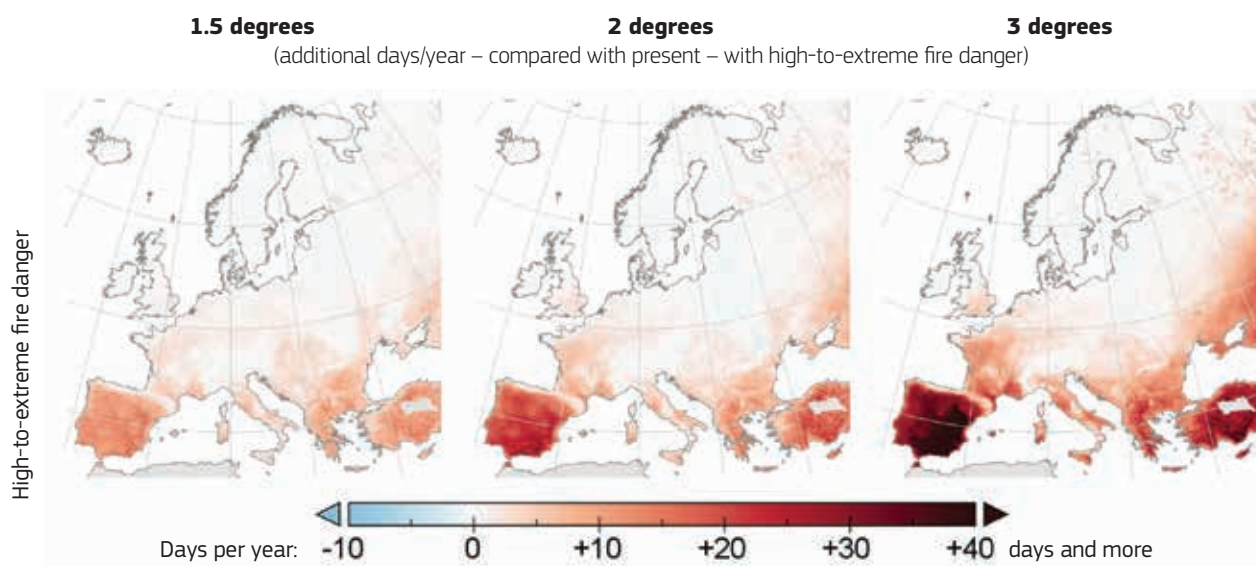 1.5 degrees 2 degrees 3 degrees
(additional days/year – compared with present – with high-to-extreme fire danger)
High-to-extreme fire danger
Days per year: -10 0 +10 +20 +30 +40 days and more